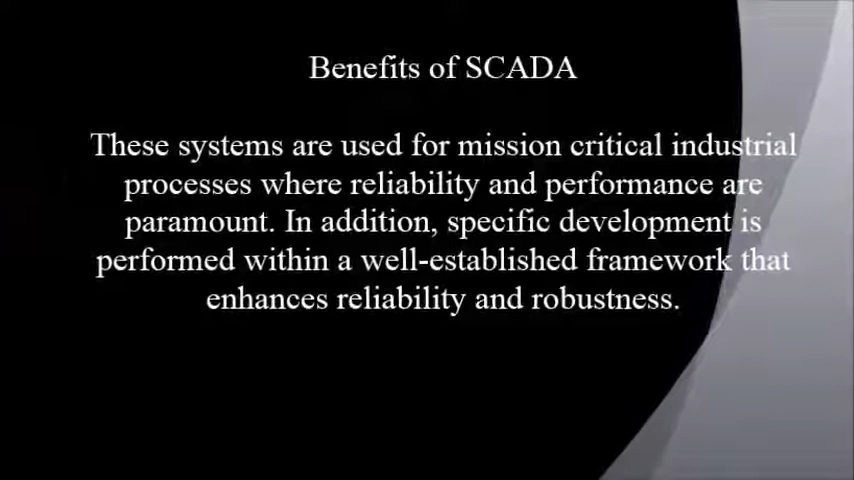 Benefits of SCADA
These systems are used for mission critical industrial
processes where reliability and performance are
paramount. In addition, specific development is
performed within a well-established framework that
enhances reliability and robustness.